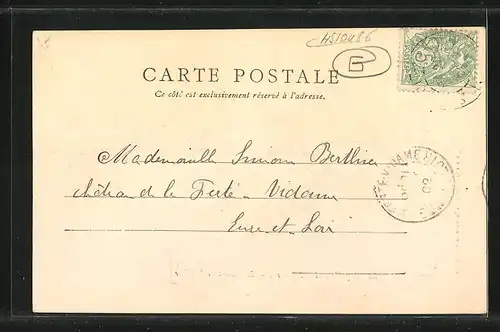 HS10486
E
CARTE POSTALE
Ce côté est exclusivement réservé à l'adresse.
Mademoiselle Simon Berthier
château de la Ferté-Vidame
Eure et Loir